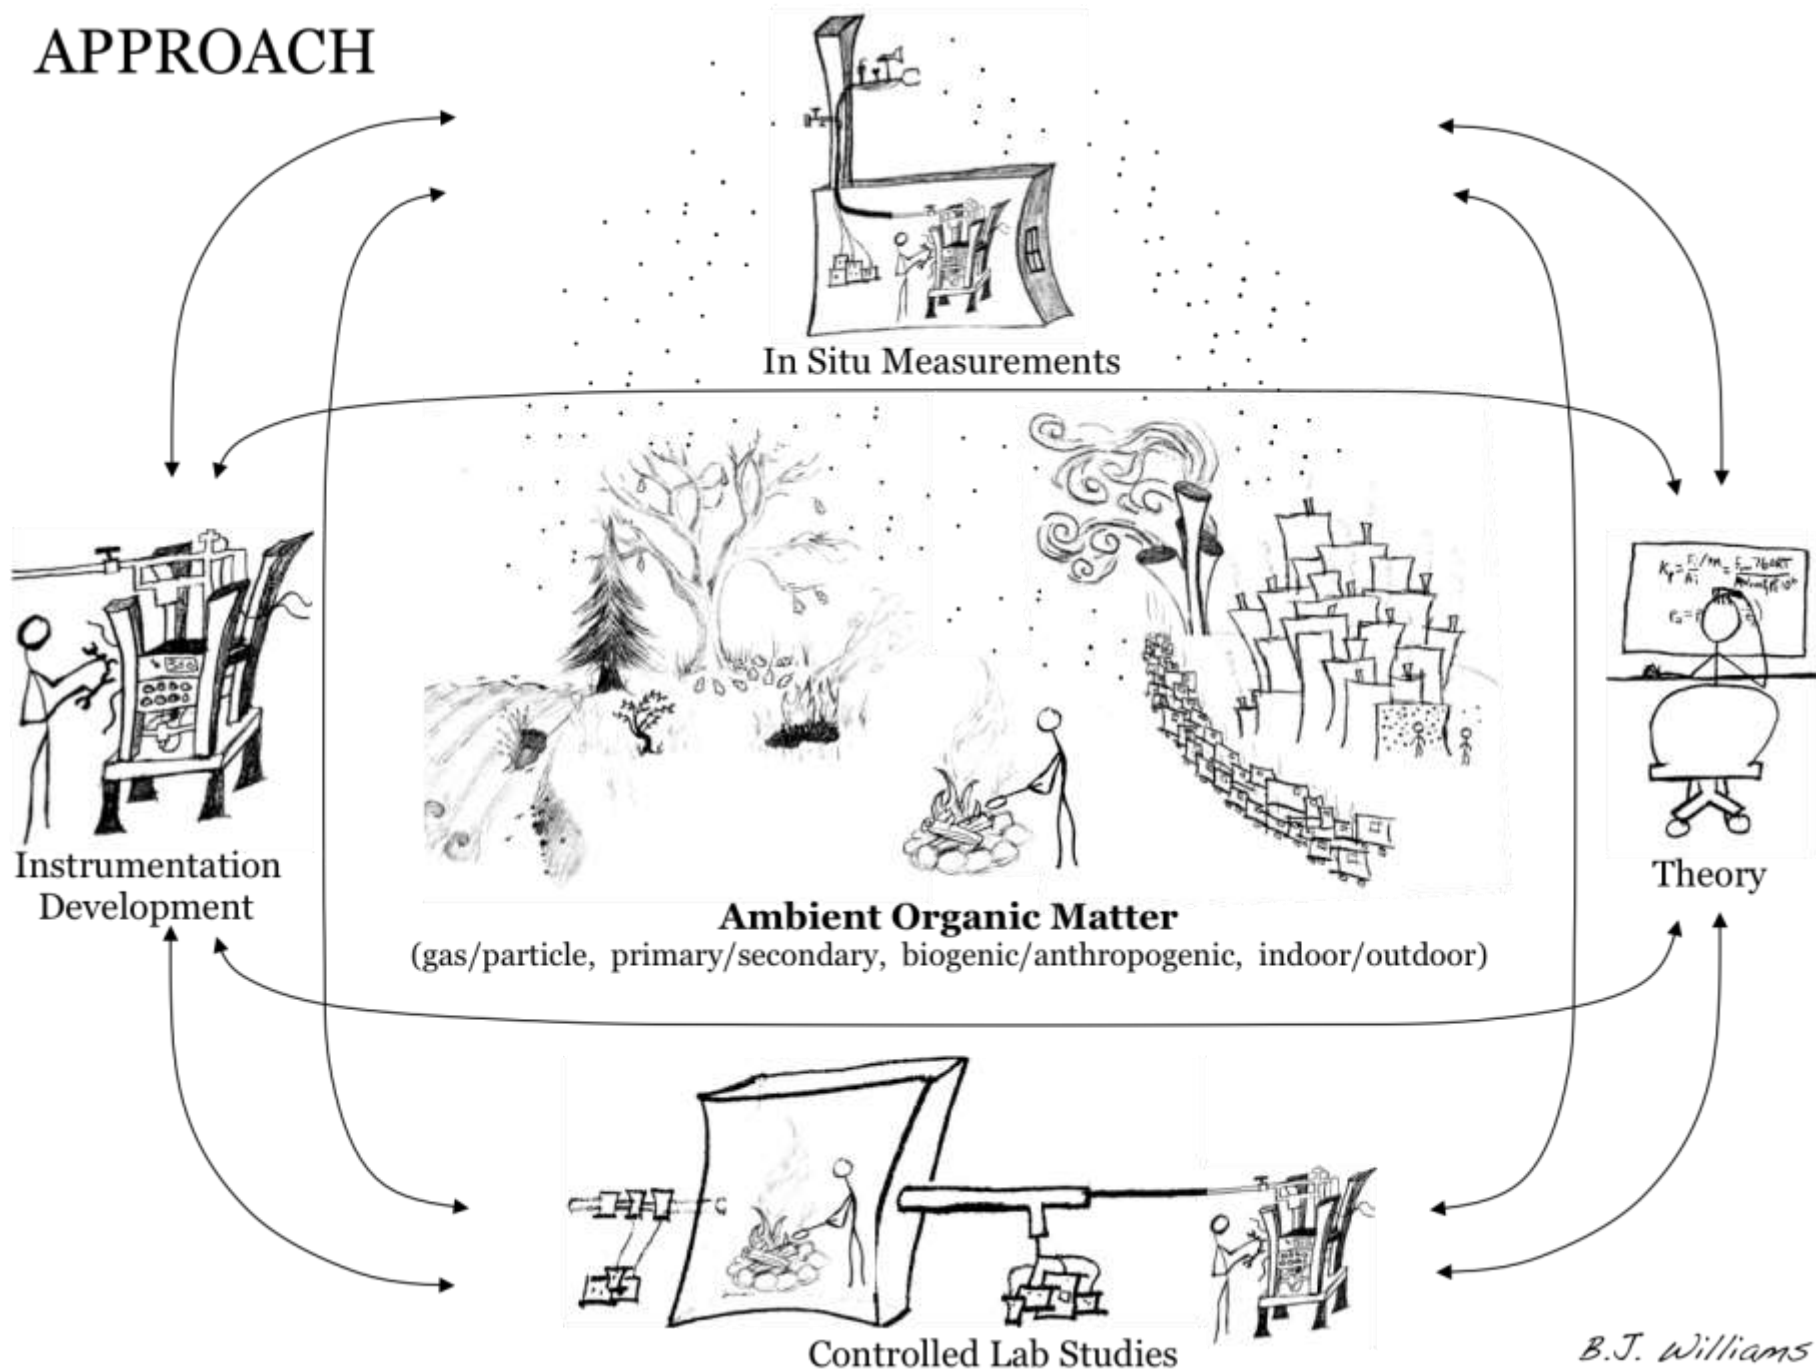 APPROACH
In Situ Measurements
Instrumentation
Development
Theory
Ambient Organic Matter
(gas/particle, primary/secondary, biogenic/anthropogenic, indoor/outdoor)
Controlled Lab Studies
B.J. Williams